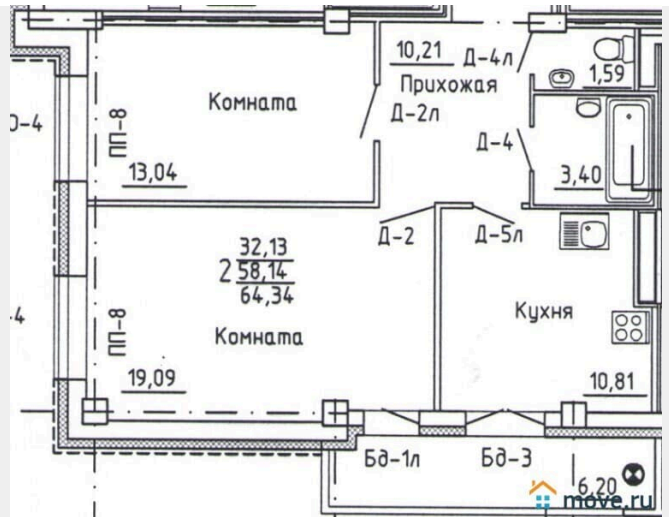 10,21
Д-4л
Прихожая
1,59
Комната
Д-2л
ПП-8
О-4
Д-4
13,04
3,40
Д-2
Д-5л
32,13
2 58,14
64,34
Кухня
ПП-8
Комната
19,09
10,81
Бд-1л
Бд-3
6,20
move.ru